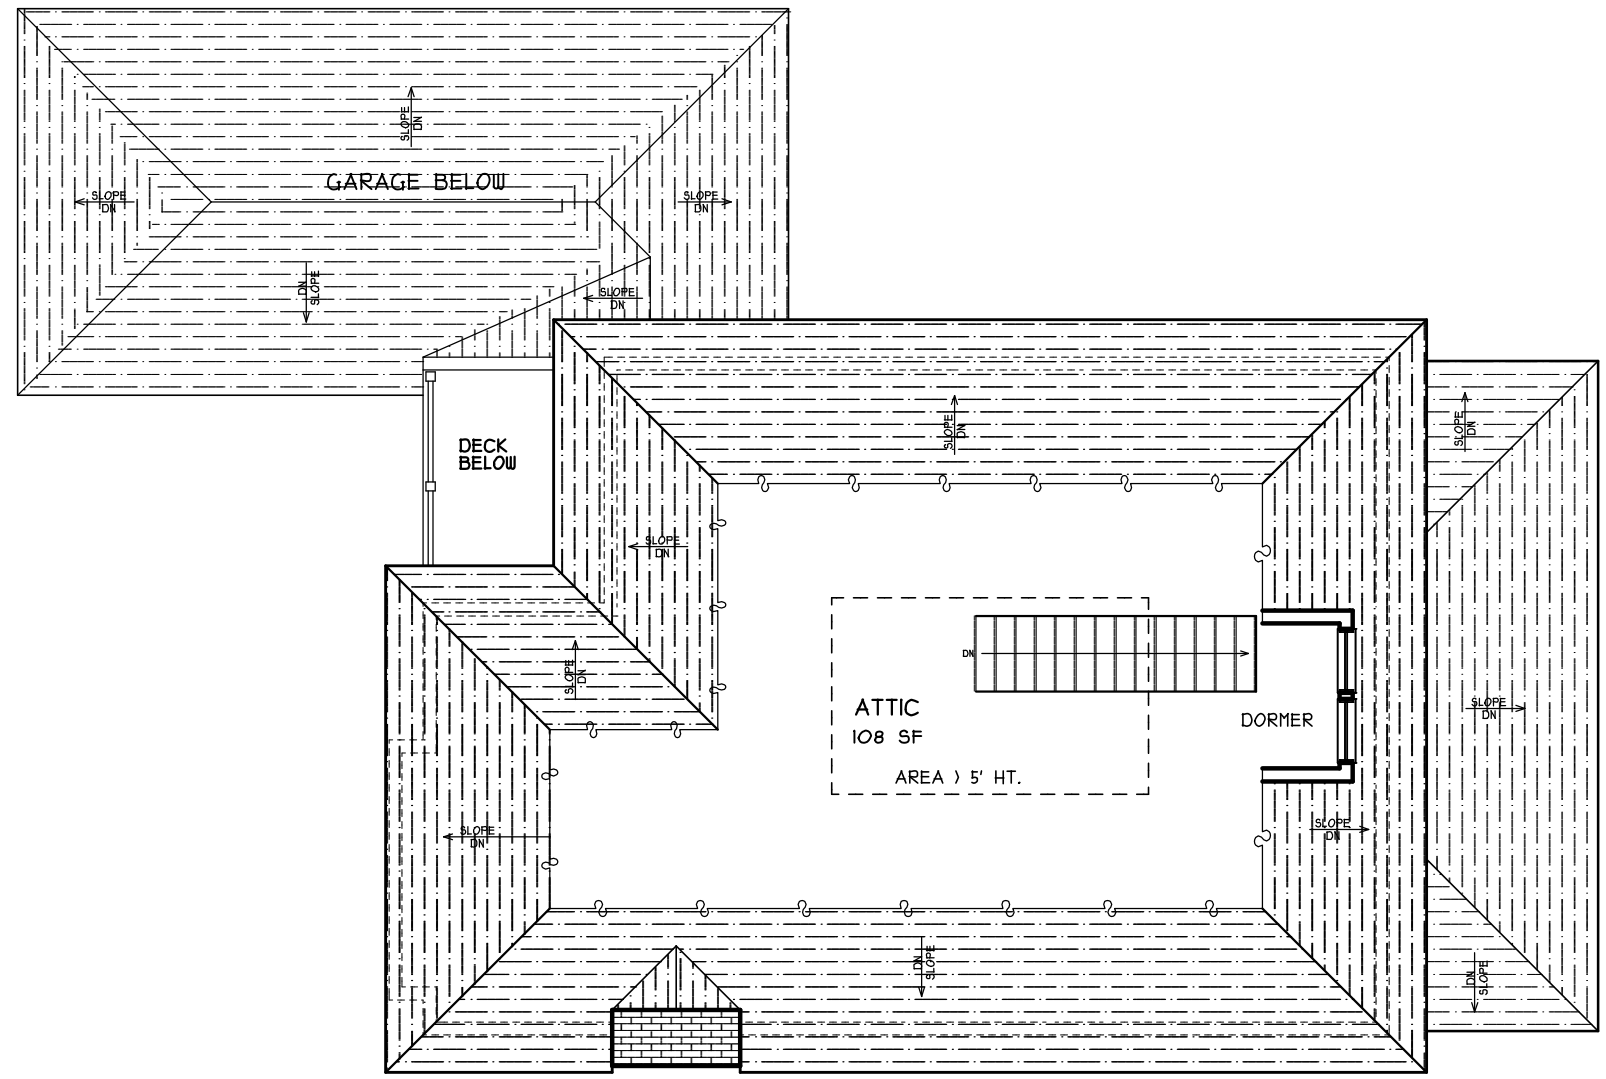 SLOPE
DN
GARAGE BELOW
SLOPE
DN
SLOPE
DN
DN
SLOPE
SLOPE
DN
SLOPE
DN
SLOPE
DN
DECK
BELOW
SLOPE
DN
SLOPE
DN
DN
ATTIC
108 SF
AREA > 5' HT.
DORMER
SLOPE
DN
SLOPE
DN
SLOPE
DN
DN
SLOPE
DN
SLOPE